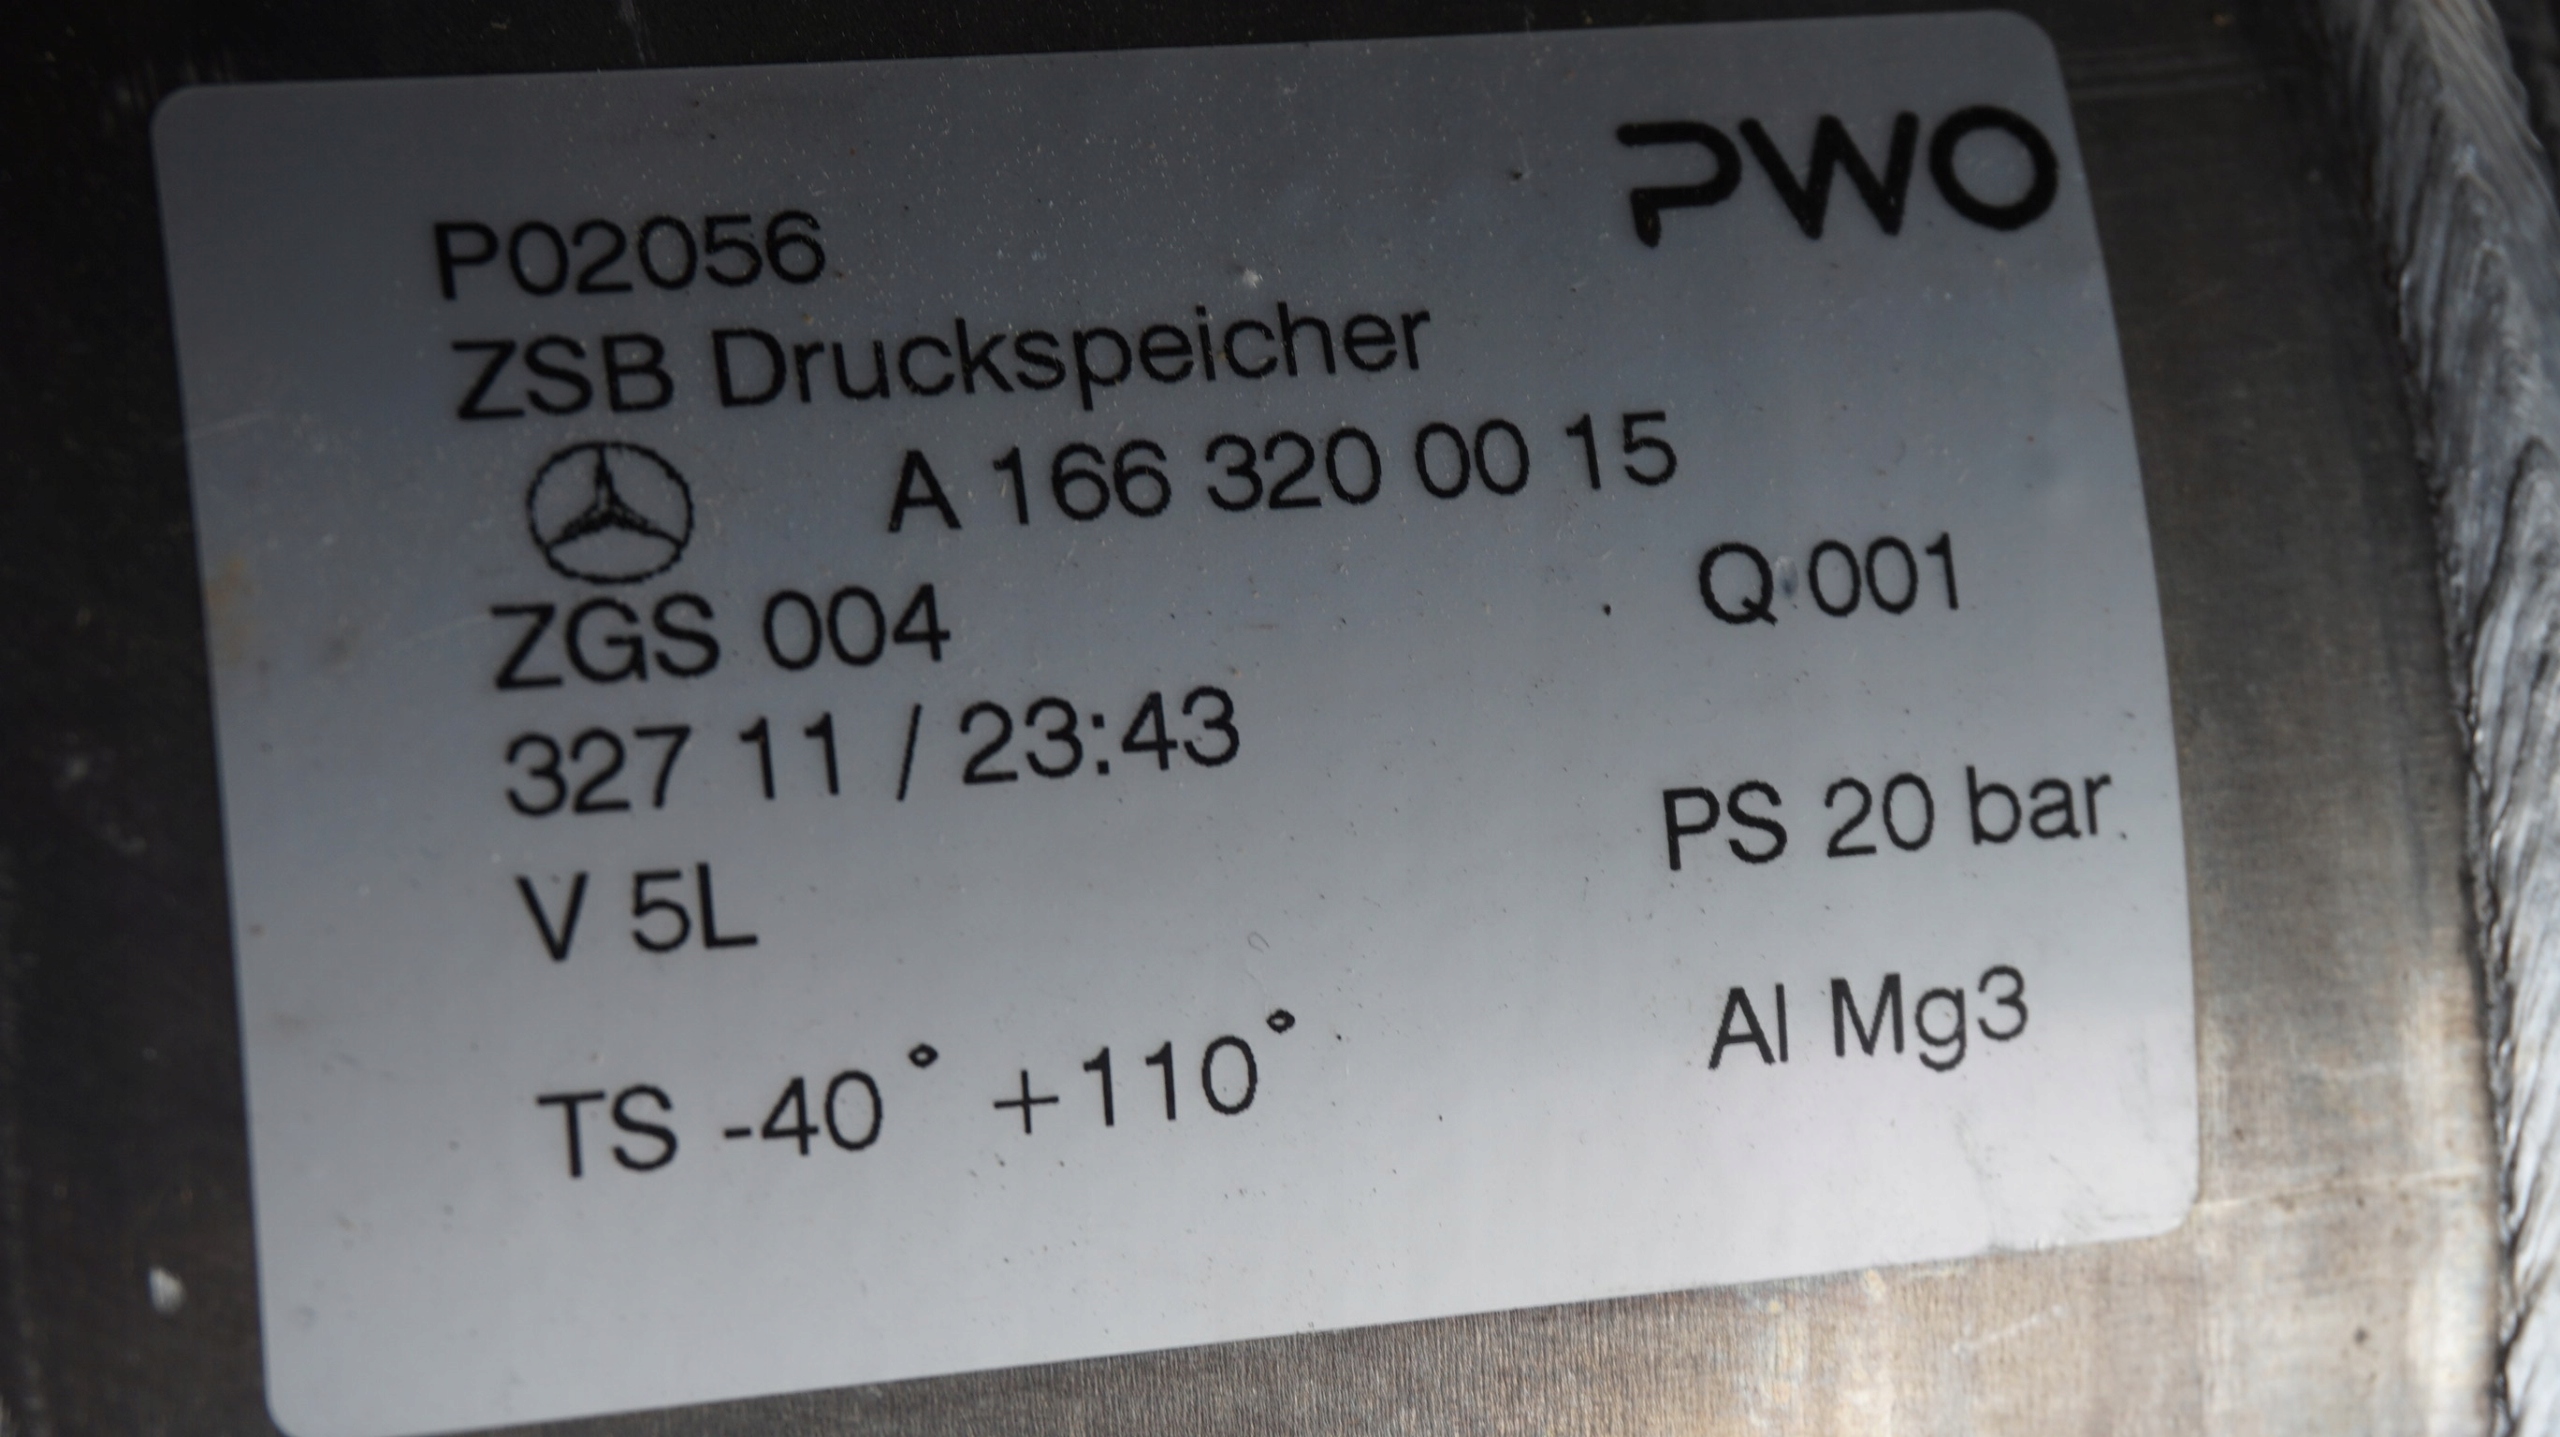 PWO
P02056
ZSB Druckspeicher
A 166 320 00 15
ZGS 004 Q 001
327 11 / 23:43
V 5L PS 20 bar
TS -40° +110° Al Mg3